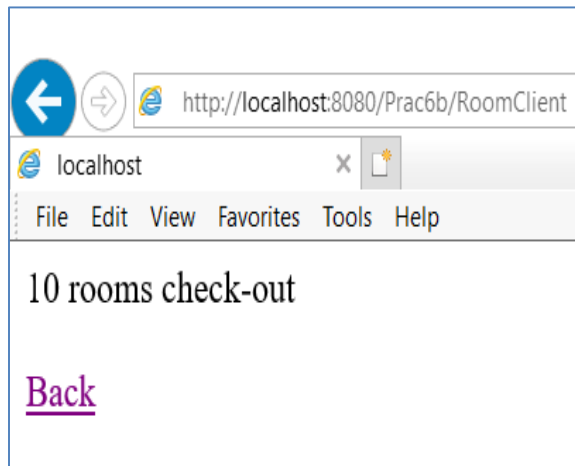 http://localhost:8080/Prac6b/RoomClient
localhost
File Edit View Favorites Tools Help
10 rooms check-out
Back